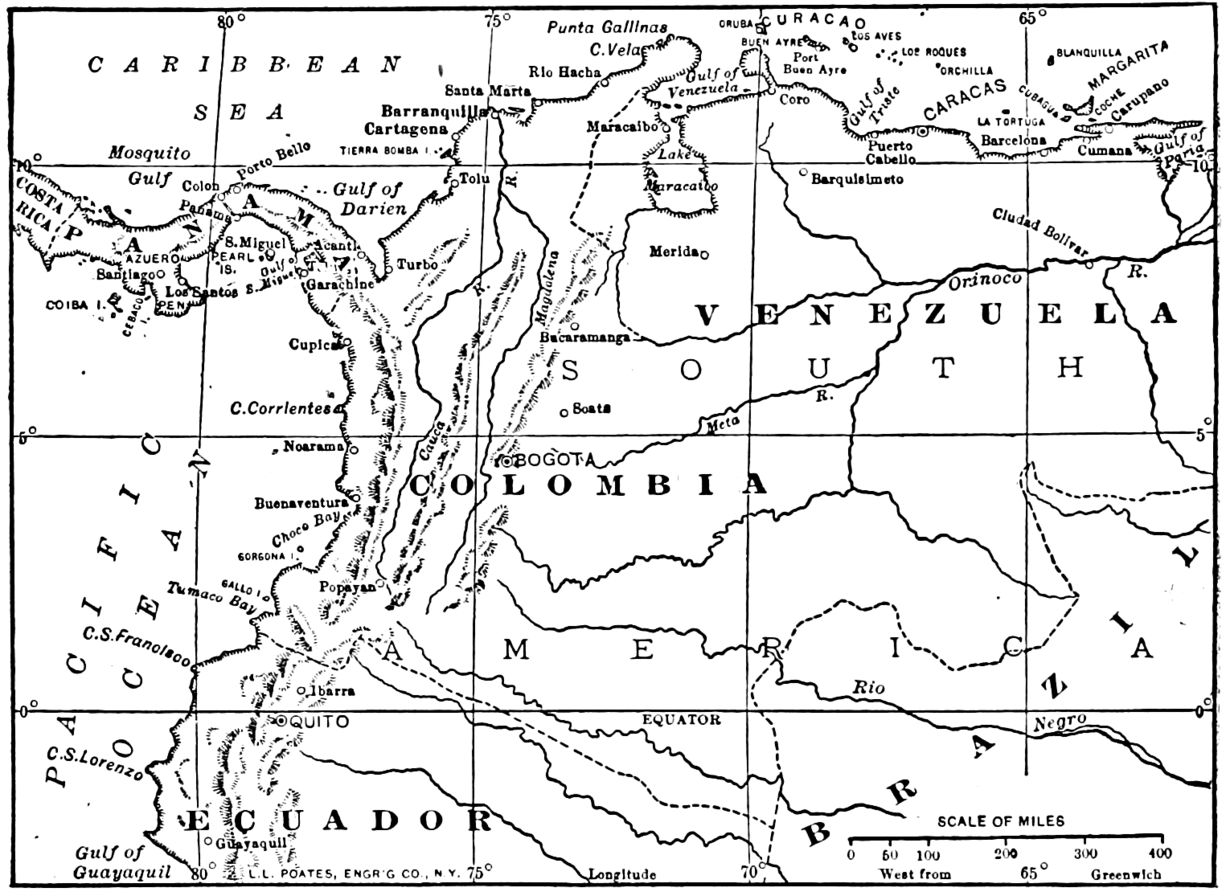 80°
75°
65°
CARIBBEAN
SEA
Punta Gallinas
C. Vela
Rio Hacha
Santa Marta
Barranquilla
Cartagena
TIERRA BOMBA I.
Tolu
ORUBA
CURACAO
BUEN AYRE
Port
Buen Ayre
LOS AVES
LOS ROQUES
ORCHILLA
BLANQUILLA
MARGARITA
CUBAGUA
COCHE
Carupano
LA TORTUGA
Gulf of
Venezuela
Coro
Gulf of
Triste
CARACAS
Puerto
Cabello
Barcelona
Cumana
Gulf of
Paria
Maracaibo
Lake
Maracaibo
Barquisimeto
Merida
Ciudad Bolivar
Orinoco
R.
10°
10°
Mosquito
Gulf
Porto Bello
Colon
Panama
COSTA
RICA
PANAMA
Gulf of
Darien
AZUERO
PEN.
Santiago
Los Santos
COIBA I.
CEBACO I.
S. Miguel
PEARL
IS.
Gulf of
S. Miguel
Acanti
Garachine
Turbo
R.
R.
Magdalena
Cauca
Bacaramanga
VENEZUELA
SOUTH
Cupica
C. Corrientes
Soata
Meta
R.
5°
5°
Noarama
BOGOTA
COLOMBIA
Buenaventura
Choco Bay
GORGONA I.
Popayan
GALLO I.
Tumaco Bay
C.S. Franoisoo
PACIFIC
OCEAN
AMERICA
Ibarra
QUITO
EQUATOR
Rio
Negro
0°
0°
BRAZIL
C.S. Lorenzo
ECUADOR
Guayaquil
Gulf of
Guayaquil
SCALE OF MILES
0 50 100 200 300 400
80°
L.L. POATES, ENGR'G CO., N.Y.
75°
Longitude
70°
West from
65°
Greenwich